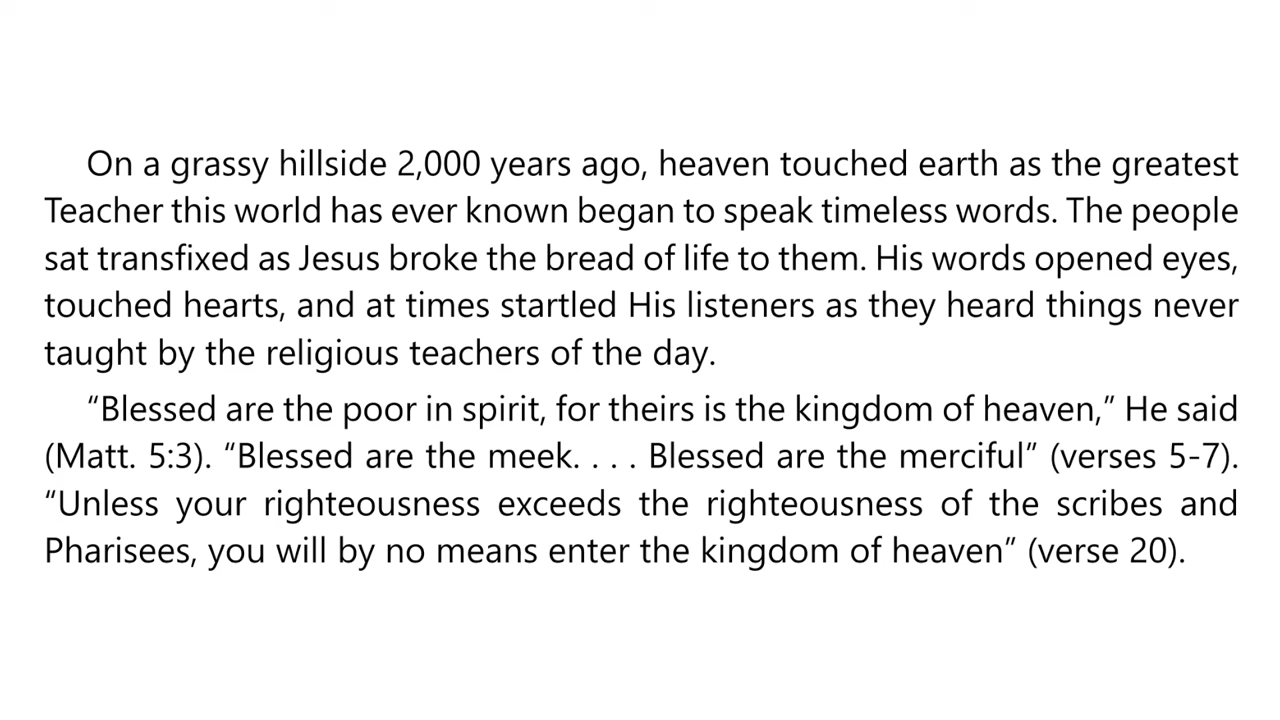 On a grassy hillside 2,000 years ago, heaven touched earth as the greatest
Teacher this world has ever known began to speak timeless words. The people
sat transfixed as Jesus broke the bread of life to them. His words opened eyes,
touched hearts, and at times startled His listeners as they heard things never
taught by the religious teachers of the day.
“Blessed are the poor in spirit, for theirs is the kingdom of heaven,” He said
(Matt. 5:3). “Blessed are the meek. . . . Blessed are the merciful” (verses 5-7).
“Unless your righteousness exceeds the righteousness of the scribes and
Pharisees, you will by no means enter the kingdom of heaven” (verse 20).